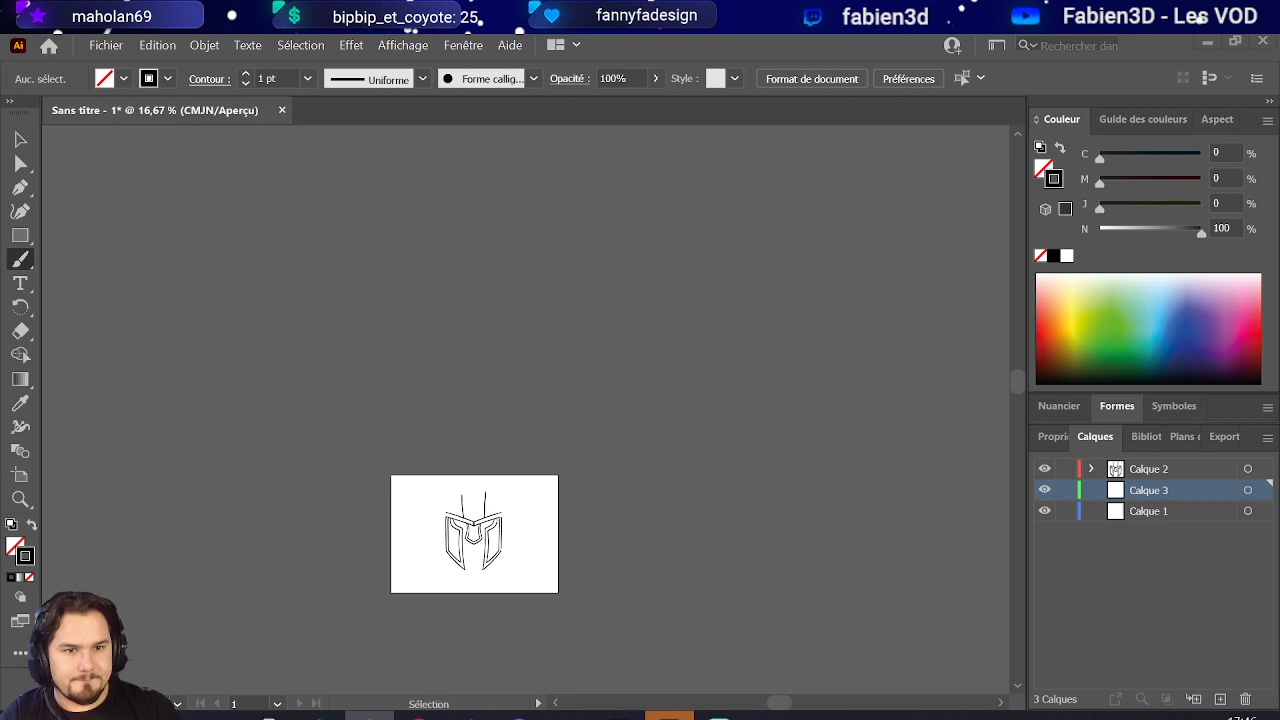 maholan69
bipbip_et_coyote: 25
fannyfadesign
fabien3d
Fabien3D - Les VOD
Ai
Fichier Edition Objet Texte Sélection Effet Affichage Fenêtre Aide
Rechercher dan
Auc. sélect.
Contour : 1 pt
Uniforme
Forme callig...
Opacité : 100%
Style :
Format de document
Préférences
Sans titre - 1* @ 16,67 % (CMJN/Aperçu)
Couleur Guide des couleurs Aspect
C 0 %
M 0 %
J 0 %
N 100 %
Nuancier Formes Symboles
Propri Calques Bibliot Plans Export
Calque 2
Calque 3
Calque 1
3 Calques
1
Sélection